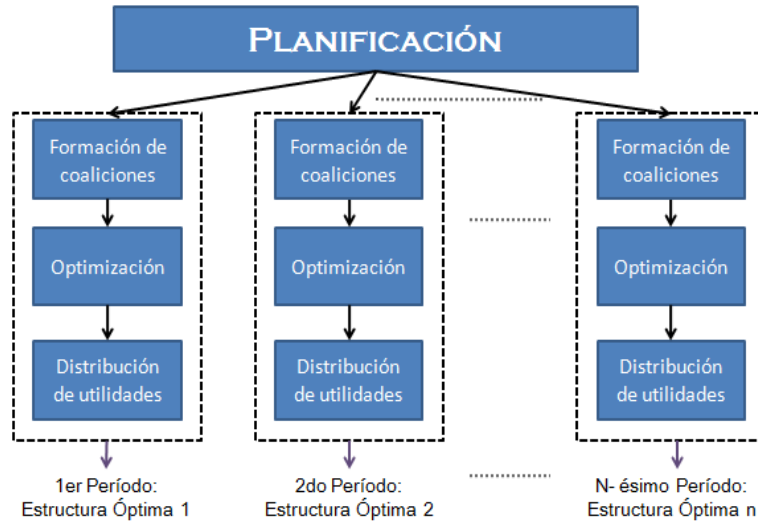 PLANIFICACIÓN
Formación de
coaliciones
Optimización
Distribución
de utilidades
1er Período:
Estructura Óptima 1
Formación de
coaliciones
Optimización
Distribución
de utilidades
2do Período:
Estructura Óptima 2
Formación de
coaliciones
Optimización
Distribución
de utilidades
N- ésimo Período:
Estructura Óptima n